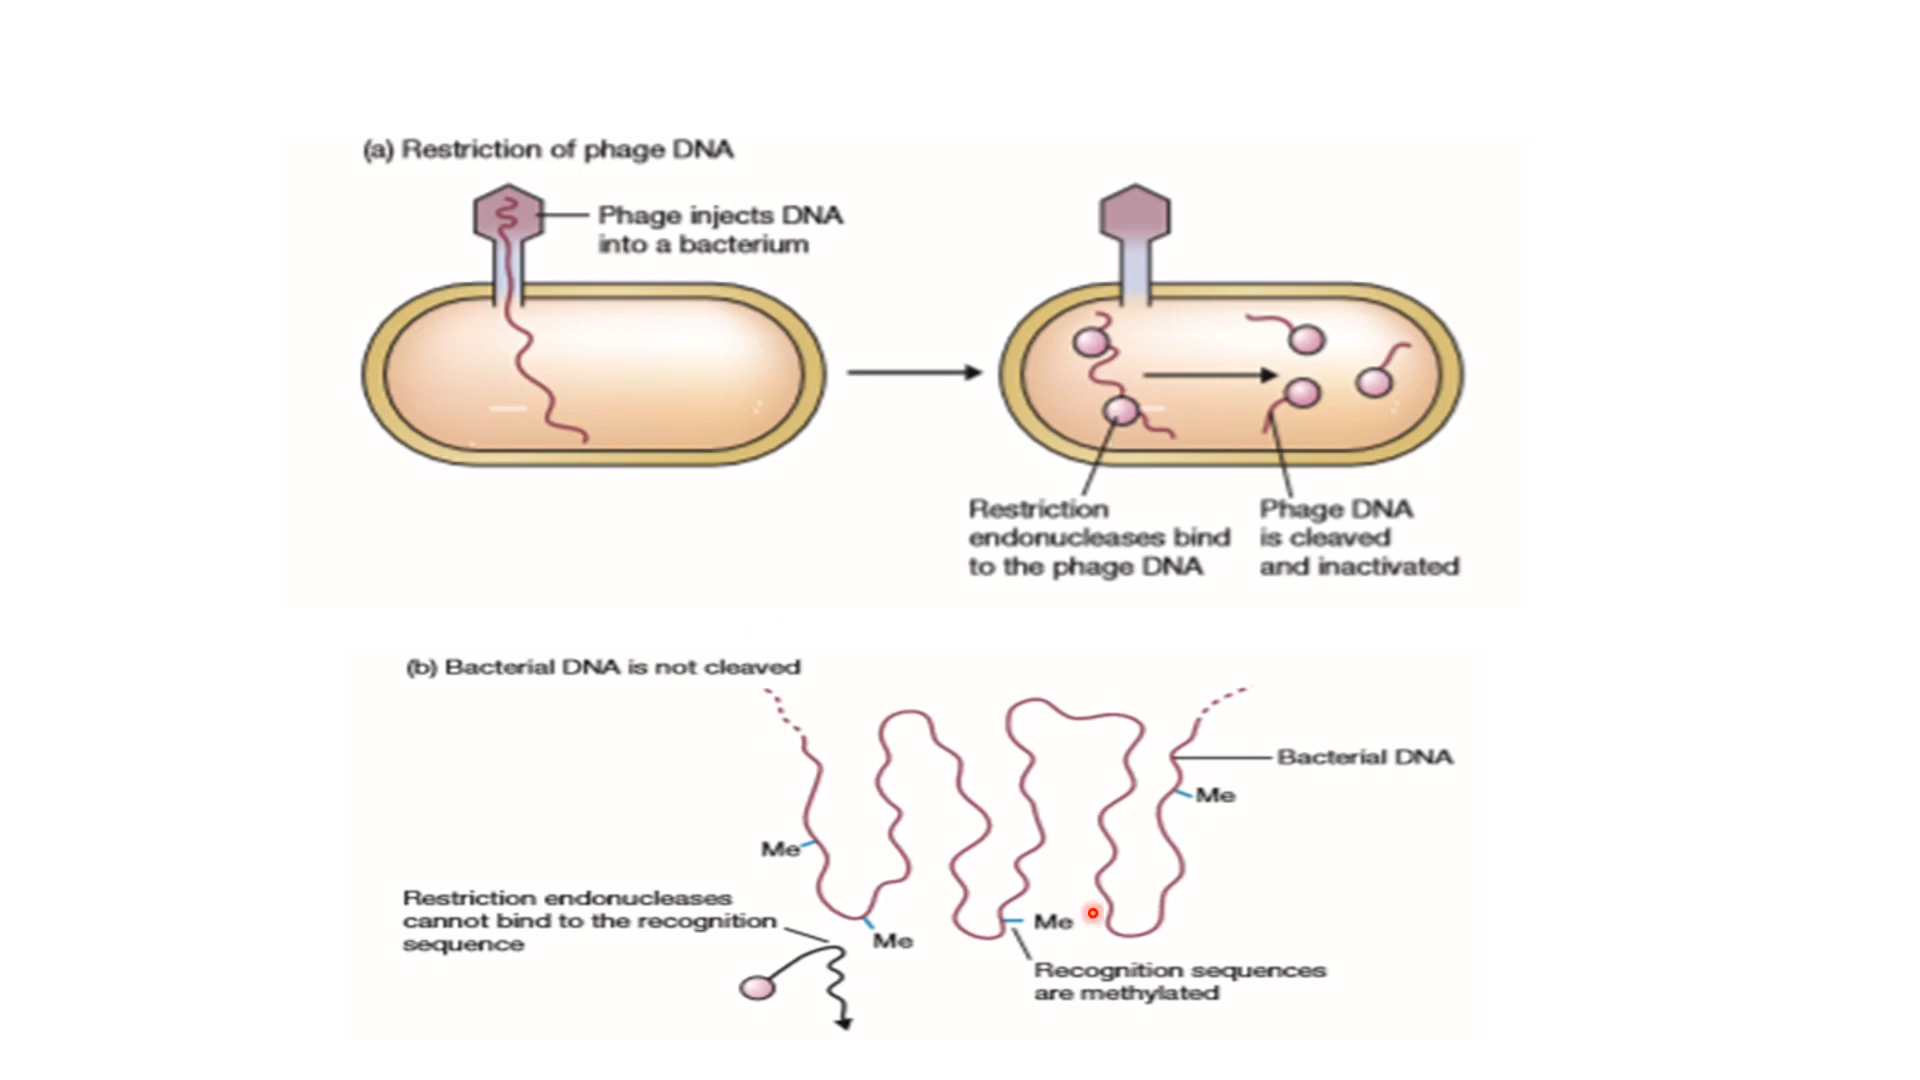 (a) Restriction of phage DNA
Phage injects DNA
into a bacterium
Restriction
endonucleases bind
to the phage DNA
Phage DNA
is cleaved
and inactivated
(b) Bacterial DNA is not cleaved
Bacterial DNA
Me
Me
Restriction endonucleases
cannot bind to the recognition
sequence
Me
Me
Recognition sequences
are methylated